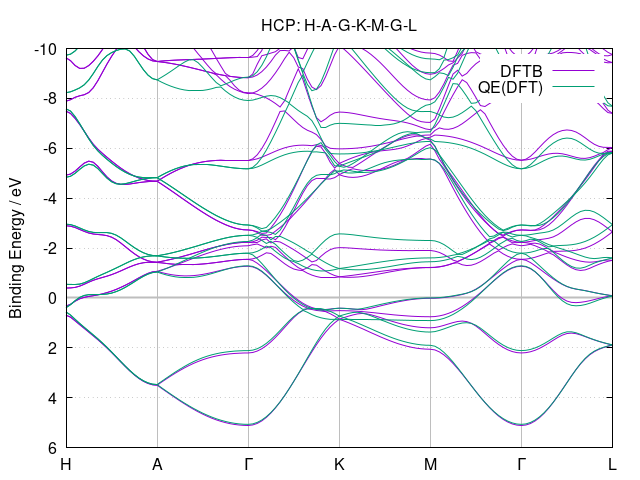 HCP: H-A-G-K-M-G-L
-10
DFTB
QE(DFT)
-8
-6
-4
-2
0
2
4
6
Binding Energy / eV
H A Γ K M Γ L